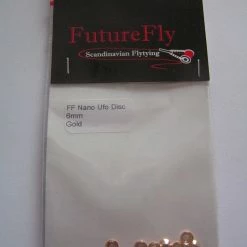 FutureFly
Scandinavian Flytying
FF Nano Ufo Disc
6mm
Gold